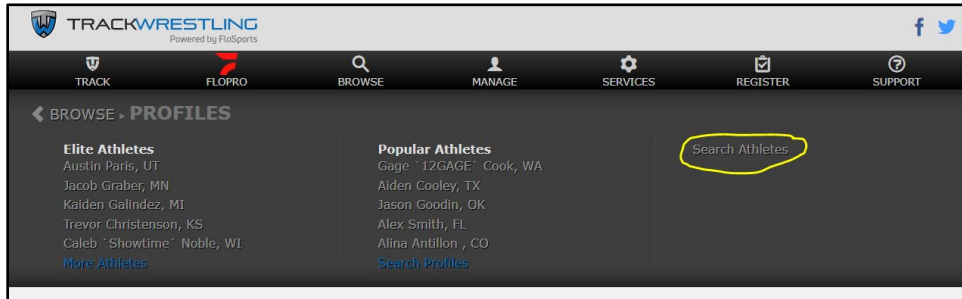 TRACKWRESTLING
Powered by FloSports
TRACK
FLOPRO
BROWSE
MANAGE
SERVICES
REGISTER
SUPPORT
BROWSE ▸ PROFILES
Elite Athletes
Austin Paris, UT
Jacob Graber, MN
Kaiden Galindez, MI
Trevor Christenson, KS
Caleb `Showtime` Noble, WI
More Athletes
Popular Athletes
Gage `12GAGE` Cook, WA
Aiden Cooley, TX
Jason Goodin, OK
Alex Smith, FL
Alina Antillon , CO
Search Profiles
Search Athletes